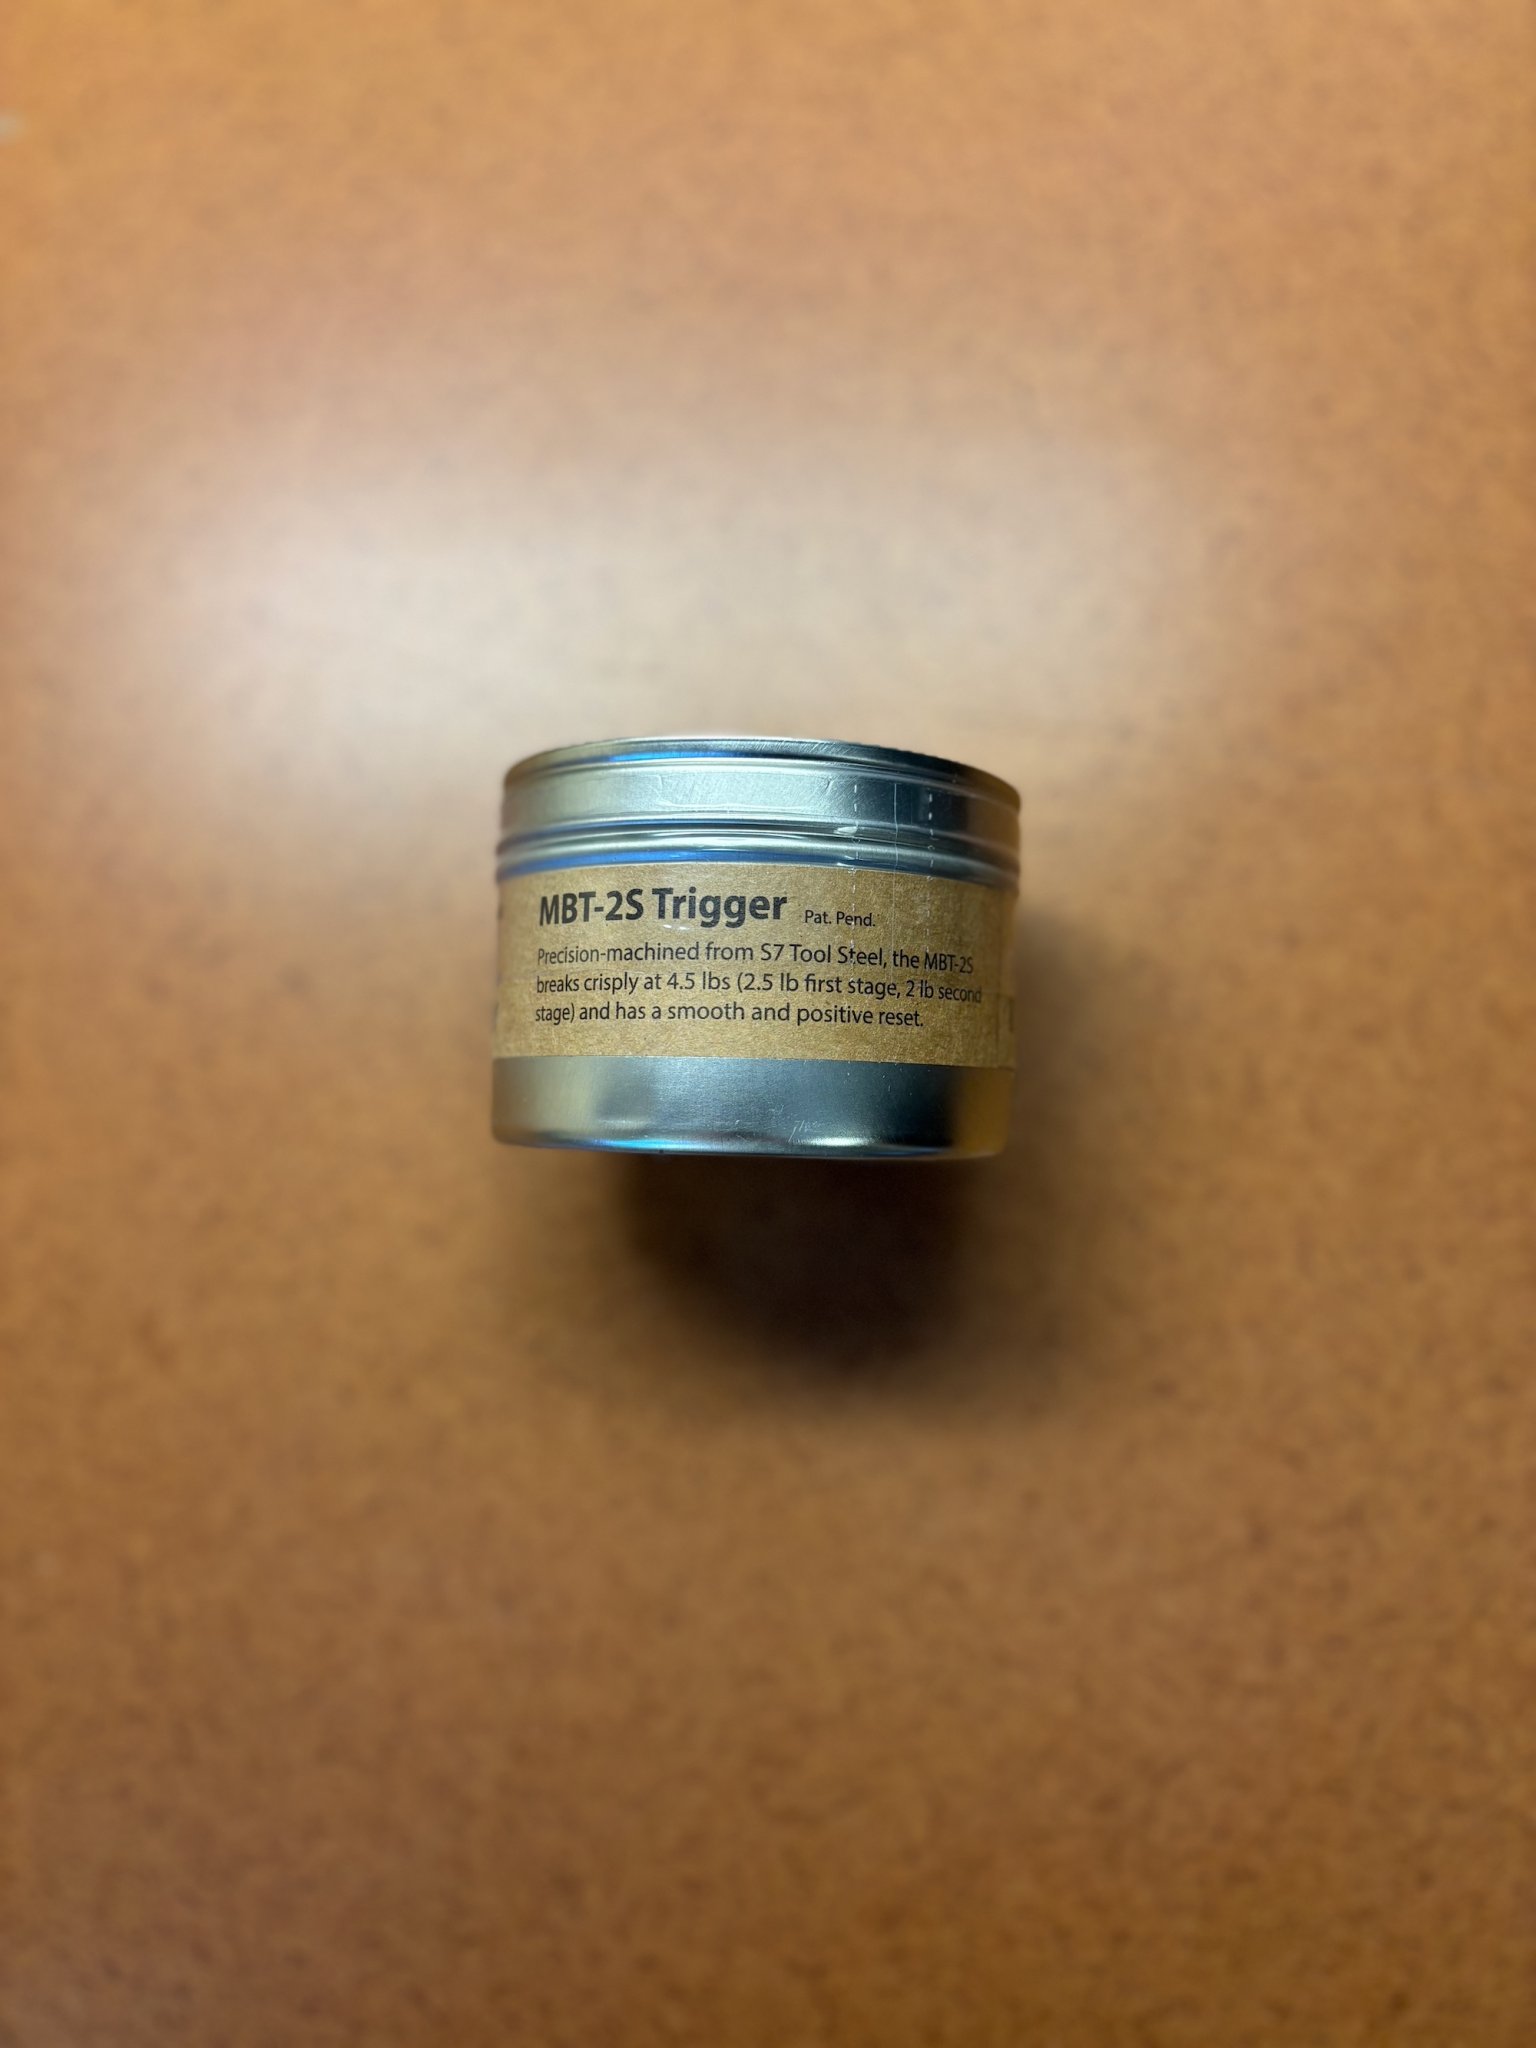 MBT-2S Trigger Pat. Pend.
Precision-machined from S7 Tool Steel, the MBT-2S
breaks crisply at 4.5 lbs (2.5 lb first stage, 2 lb second
stage) and has a smooth and positive reset.